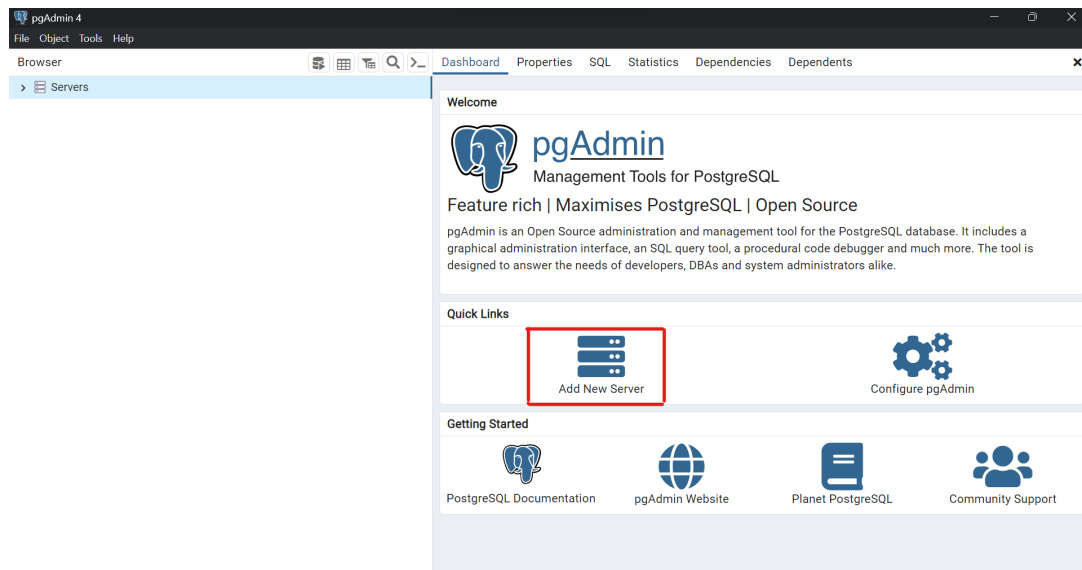 pgAdmin 4
File Object Tools Help
Browser
Dashboard Properties SQL Statistics Dependencies Dependents
Servers
Welcome
pgAdmin
Management Tools for PostgreSQL
Feature rich | Maximises PostgreSQL | Open Source
pgAdmin is an Open Source administration and management tool for the PostgreSQL database. It includes a
graphical administration interface, an SQL query tool, a procedural code debugger and much more. The tool is
designed to answer the needs of developers, DBAs and system administrators alike.
Quick Links
Add New Server
Configure pgAdmin
Getting Started
PostgreSQL Documentation
pgAdmin Website
Planet PostgreSQL
Community Support